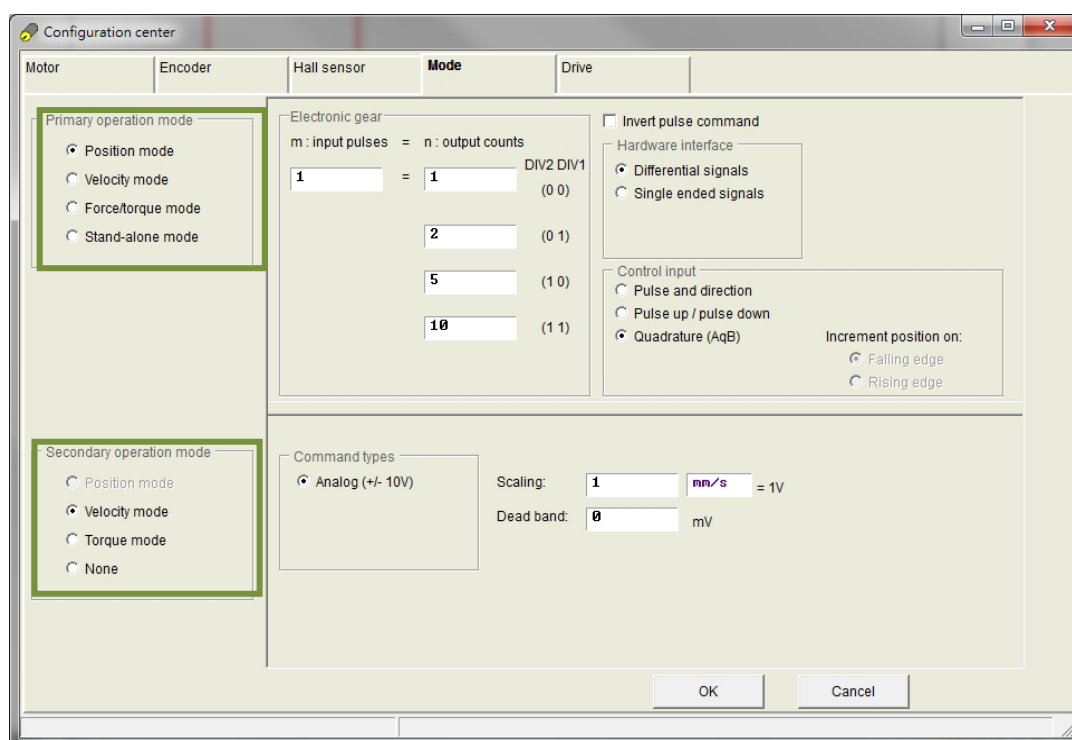 Configuration center
Motor Encoder Hall sensor Mode Drive
Primary operation mode
Position mode
Velocity mode
Force/torque mode
Stand-alone mode
Electronic gear
m : input pulses = n : output counts
DIV2 DIV1
1 = 1 (0 0)
2 (0 1)
5 (1 0)
10 (1 1)
Invert pulse command
Hardware interface
Differential signals
Single ended signals
Control input
Pulse and direction
Pulse up / pulse down
Quadrature (AqB)
Increment position on:
Falling edge
Rising edge
Secondary operation mode
Position mode
Velocity mode
Torque mode
None
Command types
Analog (+/- 10V)
Scaling: 1 mm/s = 1V
Dead band: 0 mV
OK Cancel